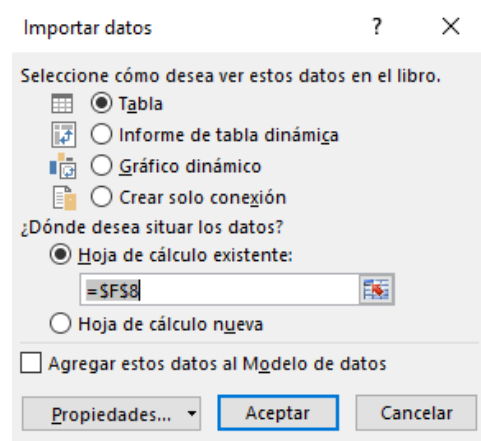 Importar datos ? ×
Seleccione cómo desea ver estos datos en el libro.
Tabla
Informe de tabla dinámica
Gráfico dinámico
Crear solo conexión
¿Dónde desea situar los datos?
Hoja de cálculo existente:
=$F$8
Hoja de cálculo nueva
Agregar estos datos al Modelo de datos
Propiedades... Aceptar Cancelar